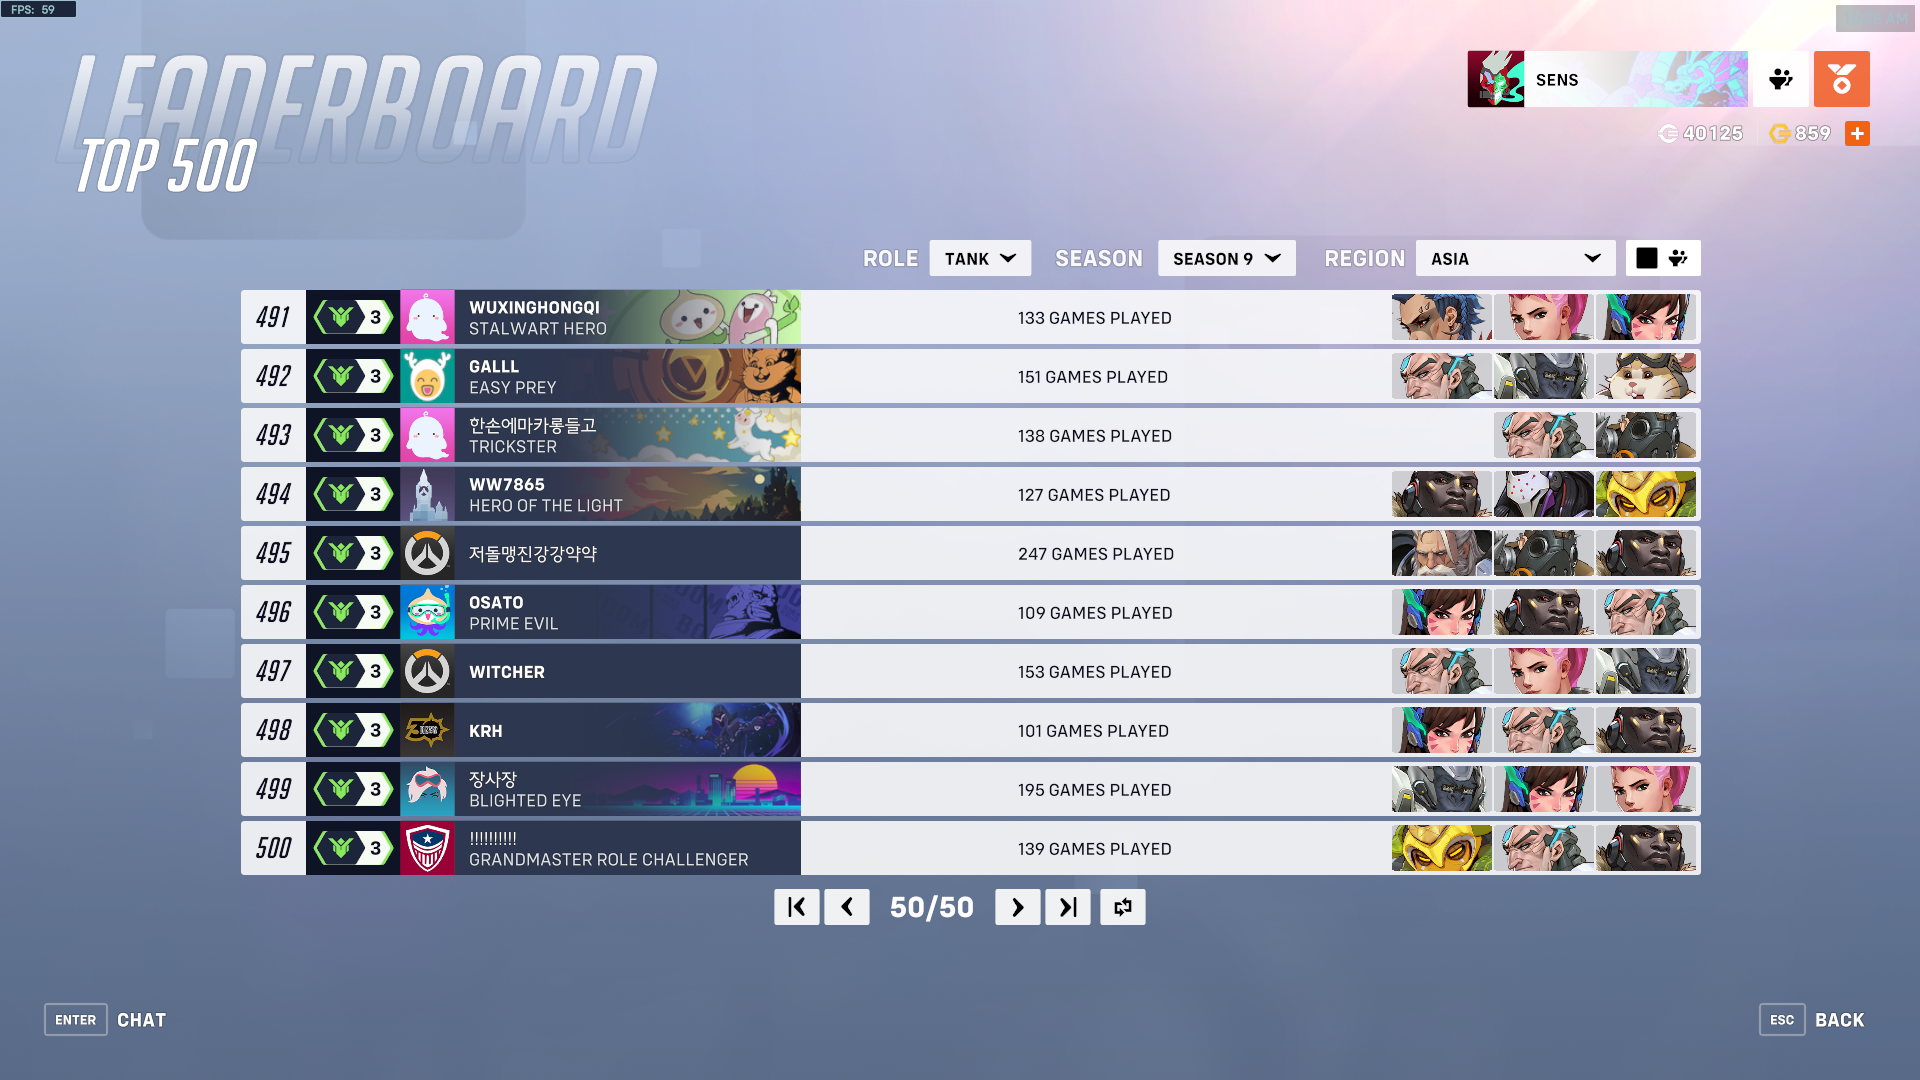 FPS: 59
LEADERBOARD
TOP 500
SENS
40125
859
ROLE TANK SEASON SEASON 9 REGION ASIA
491 3 WUXINGHONGQI 133 GAMES PLAYED
STALWART HERO
492 3 GALLL 151 GAMES PLAYED
EASY PREY
493 3 한손에마카롱들고 138 GAMES PLAYED
TRICKSTER
494 3 WW7865 127 GAMES PLAYED
HERO OF THE LIGHT
495 3 저돌맹진강강약약 247 GAMES PLAYED
496 3 OSATO 109 GAMES PLAYED
PRIME EVIL
497 3 WITCHER 153 GAMES PLAYED
498 3 KRH 101 GAMES PLAYED
499 3 장사장 195 GAMES PLAYED
BLIGHTED EYE
500 3 !!!!!!!!!! 139 GAMES PLAYED
GRANDMASTER ROLE CHALLENGER
50/50
ENTER CHAT
ESC BACK